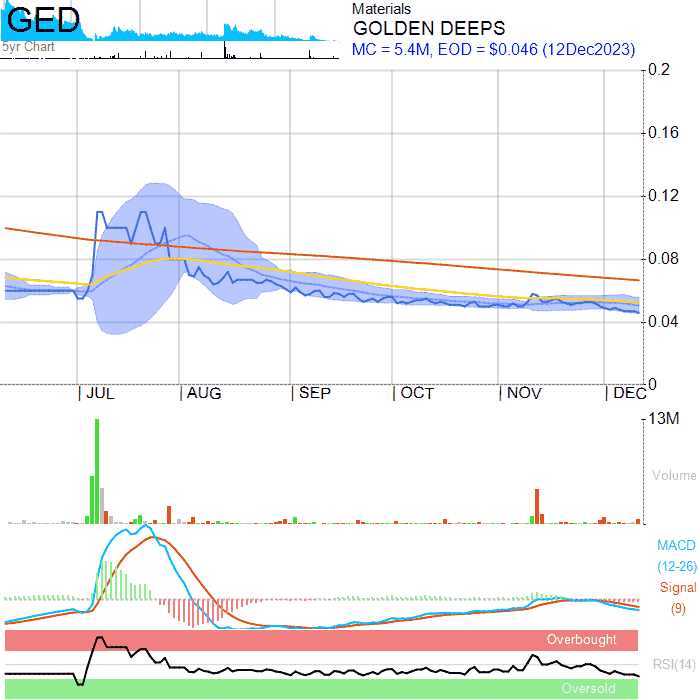 GED
5yr Chart
Materials
GOLDEN DEEPS
MC = 5.4M, EOD = $0.046 (12Dec2023)
0.2
0.16
0.12
0.08
0.04
0
| JUL | AUG | SEP | OCT | NOV | DEC
13M
Volume
MACD
(12-26)
Signal
(9)
Overbought
RSI(14)
Oversold